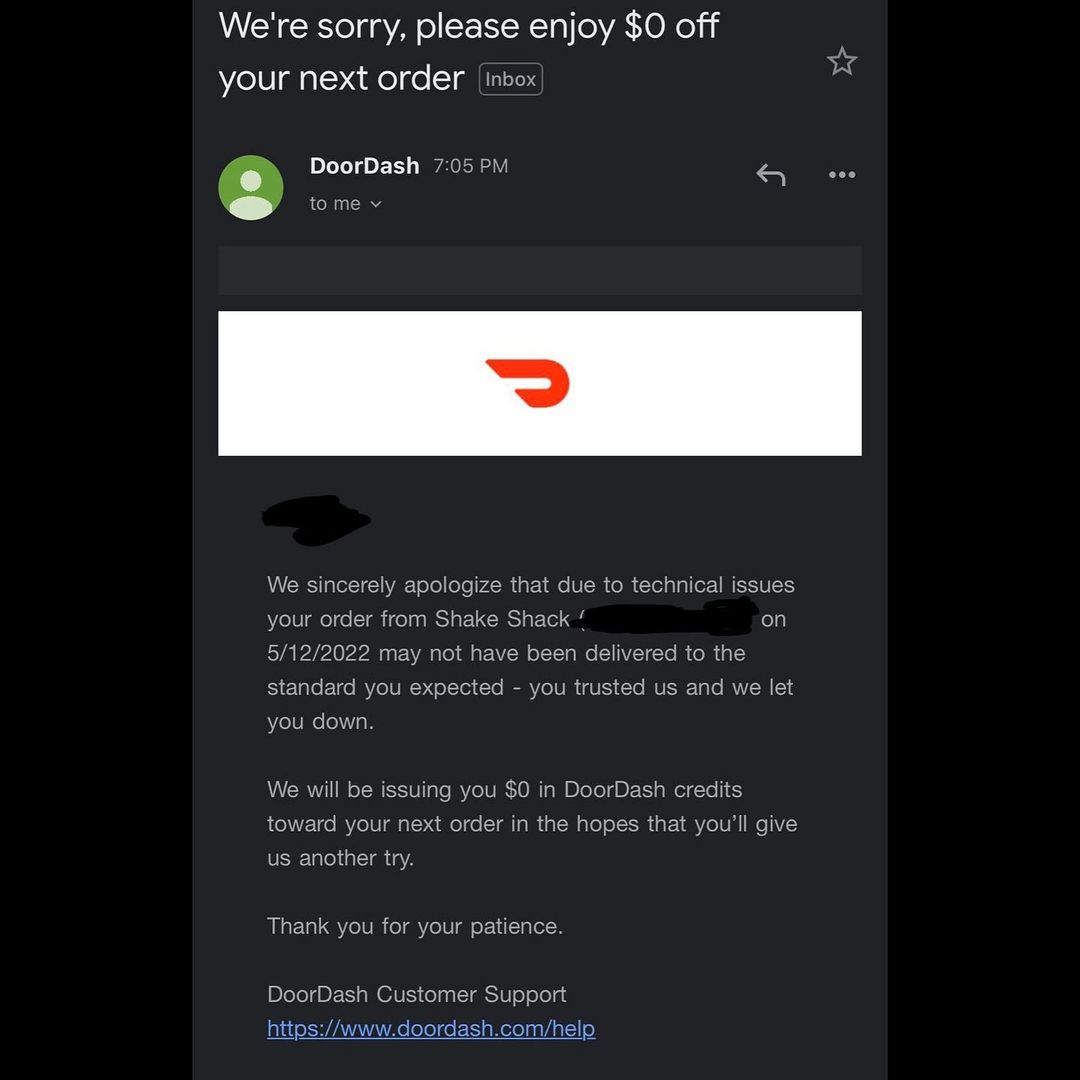 We're sorry, please enjoy $0 off
your next order Inbox
DoorDash 7:05 PM
to me
We sincerely apologize that due to technical issues
your order from Shake Shack ( on
5/12/2022 may not have been delivered to the
standard you expected - you trusted us and we let
you down.
We will be issuing you $0 in DoorDash credits
toward your next order in the hopes that you’ll give
us another try.
Thank you for your patience.
DoorDash Customer Support
https://www.doordash.com/help